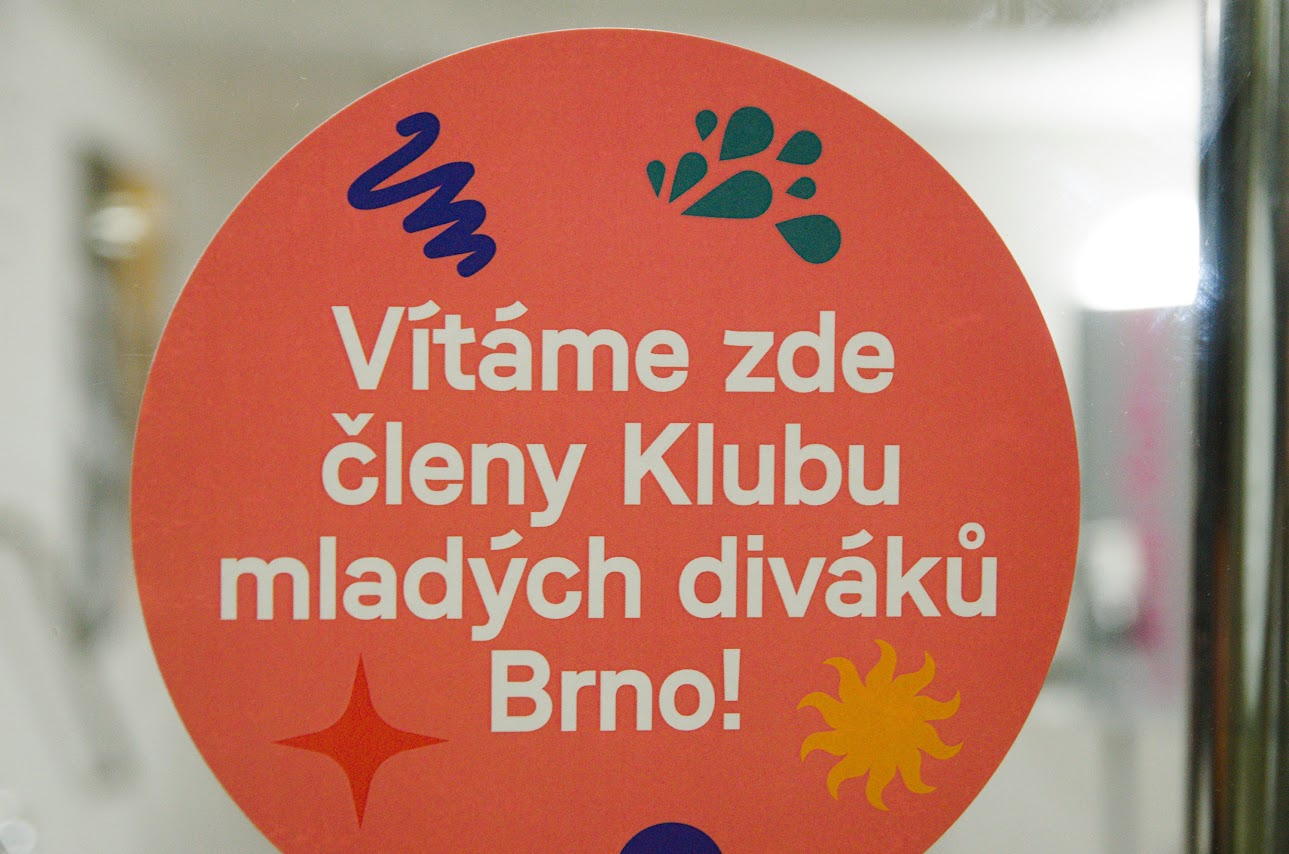 Vítáme zde
členy Klubu
mladých diváků
Brno!